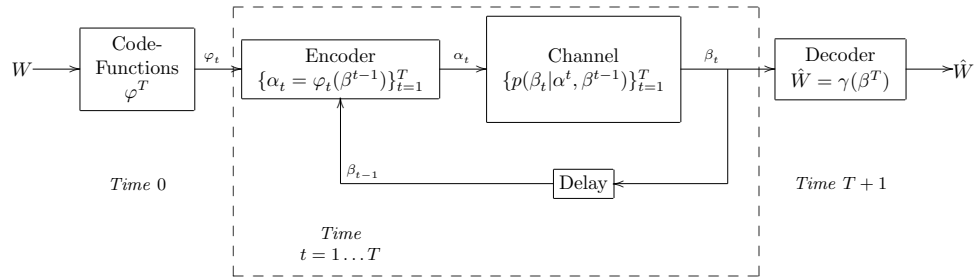 W
Code-
Functions
φ^T
φ_t
Encoder
{α_t = φ_t(β^{t−1})}_{t=1}^T
α_t
Channel
{p(β_t|α^t, β^{t−1})}_{t=1}^T
β_t
Decoder
Ŵ = γ(β^T)
Ŵ
β_{t−1}
Delay
Time 0
Time T + 1
Time
t = 1 . . . T